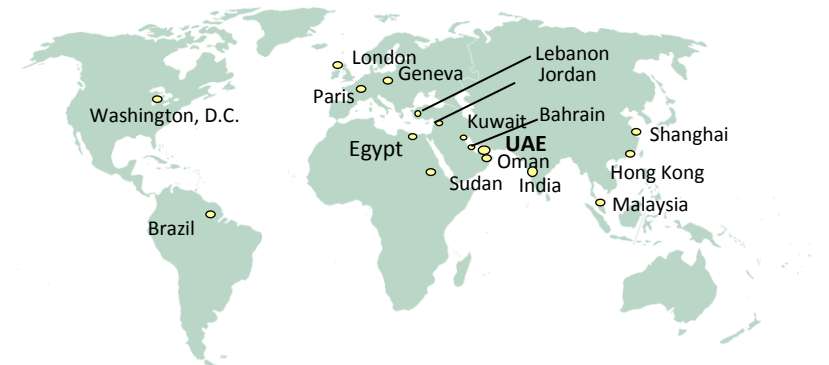 London
Lebanon
Geneva
Jordan
Paris
Washington, D.C.
Kuwait
Bahrain
Shanghai
Egypt
UAE
Oman
Hong Kong
Sudan
India
Malaysia
Brazil